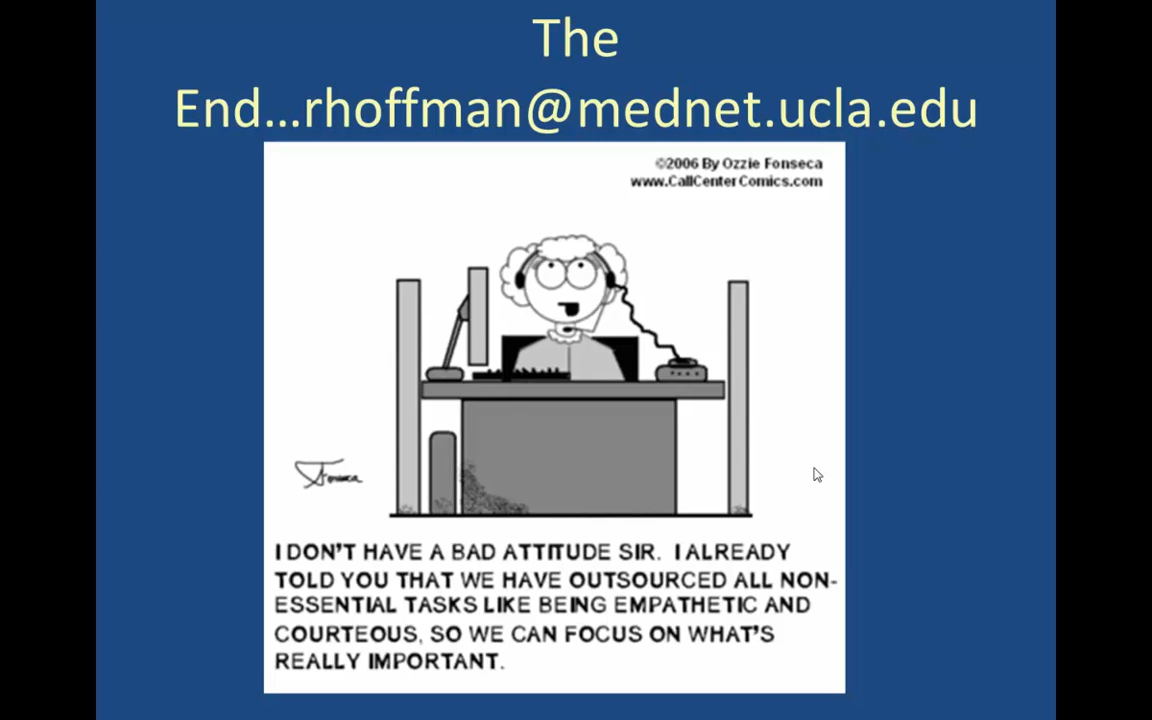 The
End...rhoffman@mednet.ucla.edu
©2006 By Ozzie Fonseca
www.CallCenterComics.com
Fonseca
I DON'T HAVE A BAD ATTITUDE SIR. I ALREADY
TOLD YOU THAT WE HAVE OUTSOURCED ALL NON-
ESSENTIAL TASKS LIKE BEING EMPATHETIC AND
COURTEOUS, SO WE CAN FOCUS ON WHAT'S
REALLY IMPORTANT.